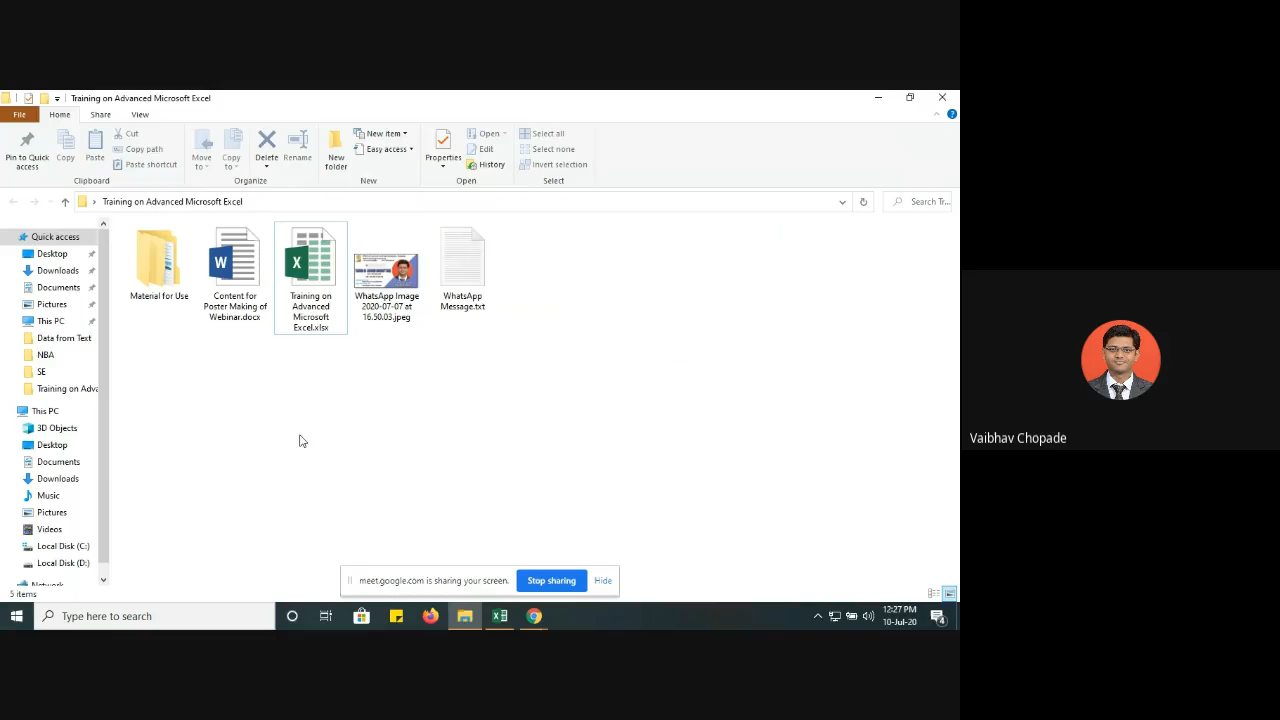 Training on Advanced Microsoft Excel
File Home Share View
Pin to Quick access
Copy
Paste
Cut
Copy path
Paste shortcut
Clipboard
Move to
Copy to
Delete
Rename
Organize
New folder
New item
Easy access
New
Properties
Open
Edit
History
Open
Select all
Select none
Invert selection
Select
Training on Advanced Microsoft Excel
Search Tr...
Quick access
Desktop
Downloads
Documents
Pictures
This PC
Data from Text
NBA
SE
Training on Adva
This PC
3D Objects
Desktop
Documents
Downloads
Music
Pictures
Videos
Local Disk (C:)
Local Disk (D:)
Network
Material for Use
W
Content for
Poster Making of
Webinar.docx
X
Training on
Advanced
Microsoft
Excel.xlsx
WhatsApp Image
2020-07-07 at
16.50.03.jpeg
WhatsApp
Message.txt
Vaibhav Chopade
meet.google.com is sharing your screen. Stop sharing Hide
5 items
Type here to search
12:27 PM
10-Jul-20
4